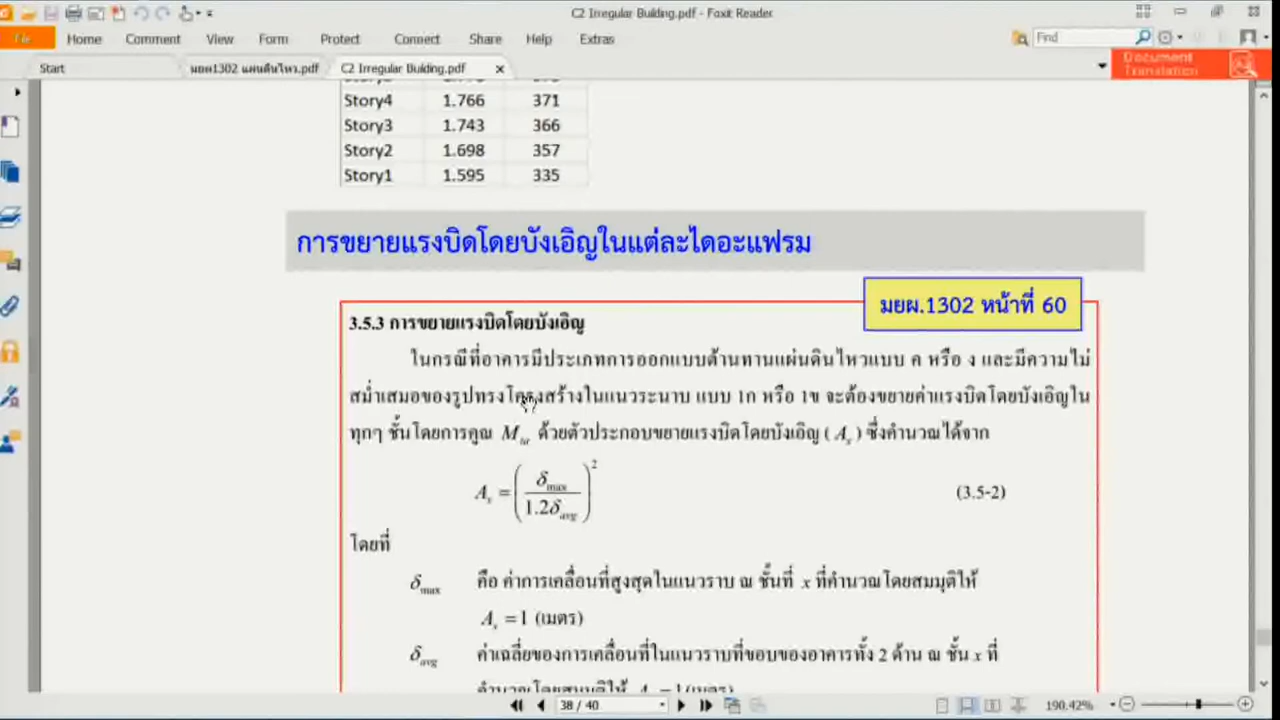 C2 Irregular Building.pdf - Foxit Reader
File Home Comment View Form Protect Connect Share Help Extras Find
Start มยผ1302 แผ่นดินไหว.pdf C2 Irregular Building.pdf
Document Translation
Story4 1.766 371
Story3 1.743 366
Story2 1.698 357
Story1 1.595 335
การขยายแรงบิดโดยบังเอิญในแต่ละไดอะแฟรม
มยผ.1302 หน้าที่ 60
3.5.3 การขยายแรงบิดโดยบังเอิญ
ในกรณีที่อาคารมีประเภทการออกแบบต้านทานแผ่นดินไหวแบบ ค หรือ ง และมีความไม่
สม่ำเสมอของรูปทรงโครงสร้างในแนวระนาบ แบบ 1ก หรือ 1ข จะต้องขยายค่าแรงบิดโดยบังเอิญใน
ทุกๆ ชั้นโดยการคูณ M_ta ด้วยตัวประกอบขยายแรงบิดโดยบังเอิญ ( A_x ) ซึ่งคำนวณได้จาก
A_x = (δ_max / 1.2δ_avg)^2 (3.5-2)
โดยที่
δ_max คือ ค่าการเคลื่อนที่สูงสุดในแนวราบ ณ ชั้นที่ x ที่คำนวณโดยสมมุติให้
A_x = 1 (เมตร)
δ_avg ค่าเฉลี่ยของการเคลื่อนที่ในแนวราบที่ขอบของอาคารทั้ง 2 ด้าน ณ ชั้น x ที่
คำนวณโดยสมมุติให้ A_x = 1 (เมตร)
38 / 40 190.42%